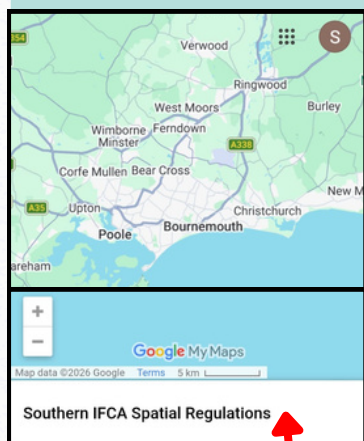 354
Verwood
S
Ringwood
West Moors
Burley
Wimborne Ferndown
Minster
A338
Corfe Mullen Bear Cross
New M
A35
Upton
Christchurch
Poole
Bournemouth
areham
+
−
Google My Maps
Map data ©2026 Google Terms 5 km
Southern IFCA Spatial Regulations